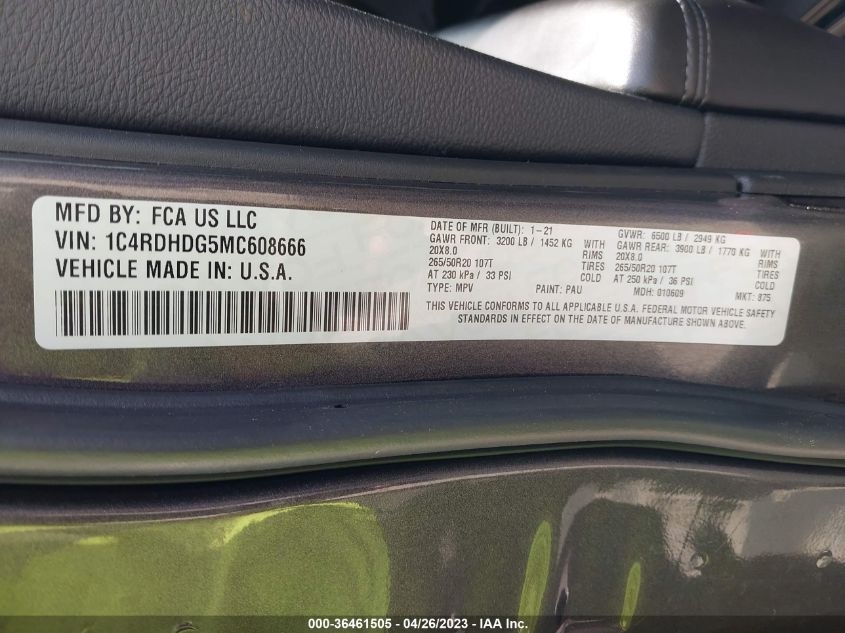 MFD BY: FCA US LLC
VIN: 1C4RDHDG5MC608666
VEHICLE MADE IN: U.S.A.
DATE OF MFR (BUILT): 1-21
GAWR FRONT: 3200 LB / 1452 KG WITH
20X8.0 RIMS
265/50R20 107T TIRES
AT 230 kPa / 33 PSI COLD
TYPE: MPV PAINT: PAU
GVWR: 6500 LB / 2949 KG
GAWR REAR: 3900 LB / 1770 KG WITH
20X8.0 RIMS
265/50R20 107T TIRES
AT 250 kPa / 36 PSI COLD
MDH: 010609 MKT: 875
THIS VEHICLE CONFORMS TO ALL APPLICABLE U.S.A. FEDERAL MOTOR VEHICLE SAFETY
STANDARDS IN EFFECT ON THE DATE OF MANUFACTURE SHOWN ABOVE.
000-36461505 - 04/26/2023 - IAA Inc.